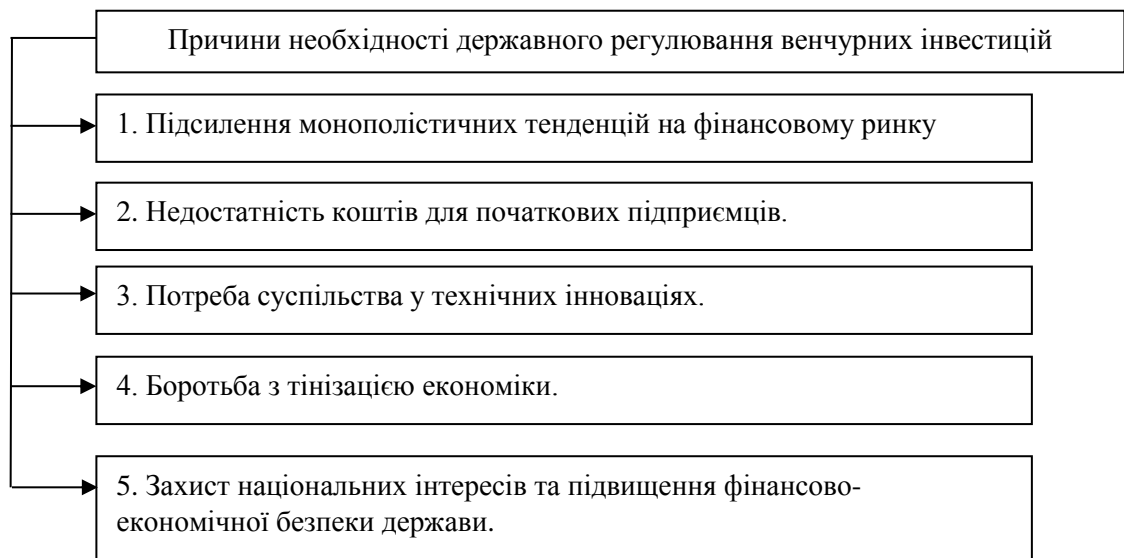 Причини необхідності державного регулювання венчурних інвестицій
1. Підсилення монополістичних тенденцій на фінансовому ринку
2. Недостатність коштів для початкових підприємців.
3. Потреба суспільства у технічних інноваціях.
4. Боротьба з тінізацією економіки.
5. Захист національних інтересів та підвищення фінансово-
економічної безпеки держави.